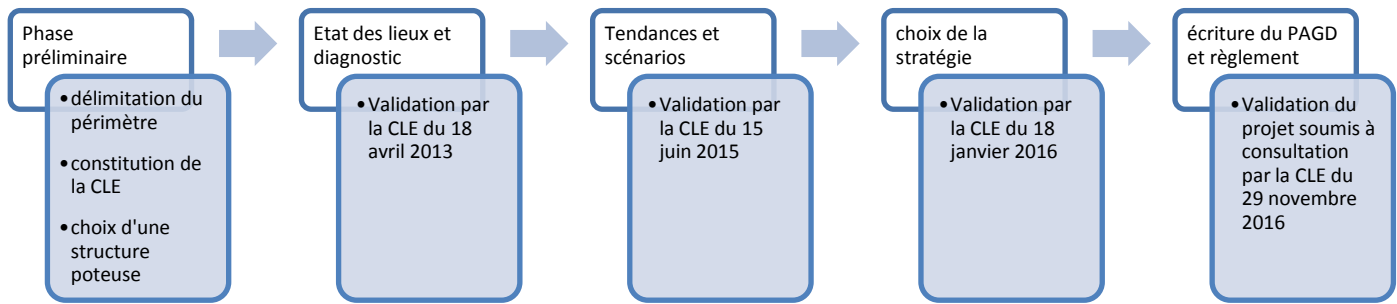 Phase
préliminaire
•délimitation du
périmètre
•constitution de
la CLE
•choix d'une
structure
poteuse
Etat des lieux et
diagnostic
•Validation par
la CLE du 18
avril 2013
Tendances et
scénarios
•Validation par
la CLE du 15
juin 2015
choix de la
stratégie
•Validation par
la CLE du 18
janvier 2016
écriture du PAGD
et règlement
•Validation du
projet soumis à
consultation
par la CLE du
29 novembre
2016